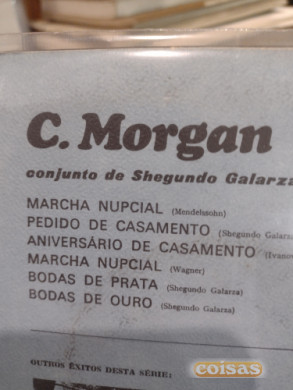 C. Morgan
conjunto de Shegundo Galarza
MARCHA NUPCIAL (Mendelssohn)
PEDIDO DE CASAMENTO (Shegundo Galarza
ANIVERSÁRIO DE CASAMENTO (Ivanov
MARCHA NUPCIAL (Wagner)
BODAS DE PRATA (Shegundo Galarza)
BODAS DE OURO (Shegundo Galarza)
OUTROS ÊXITOS DESTA SÉRIE:
coisas